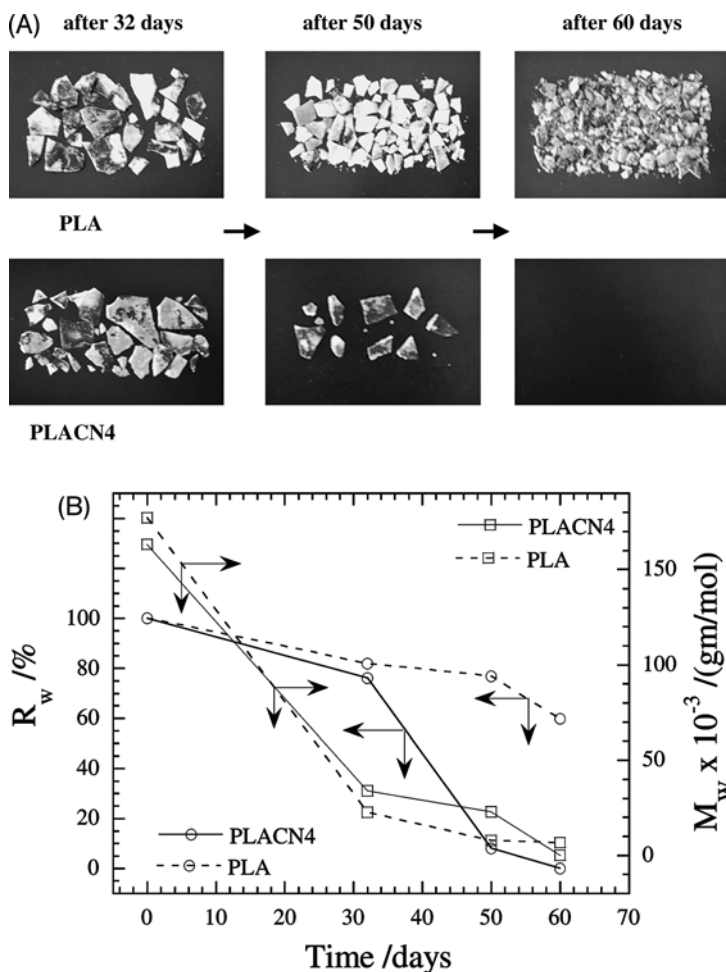 (A) after 32 days after 50 days after 60 days
PLA
PLACN4
(B)
PLACN4
PLA
R_w /%
100
80
60
40
20
0
M_w x 10^-3 /(gm/mol)
150
100
50
0
PLACN4
PLA
0 10 20 30 40 50 60 70
Time /days